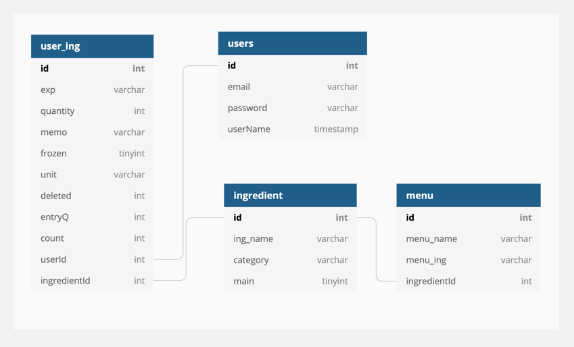 user_ing
id int
exp varchar
quantity int
memo varchar
frozen tinyint
unit varchar
deleted int
entryQ int
count int
userId int
ingredientId int
users
id int
email varchar
password varchar
userName timestamp
ingredient
id int
ing_name varchar
category varchar
main tinyint
menu
id int
menu_name varchar
menu_ing varchar
ingredientId int